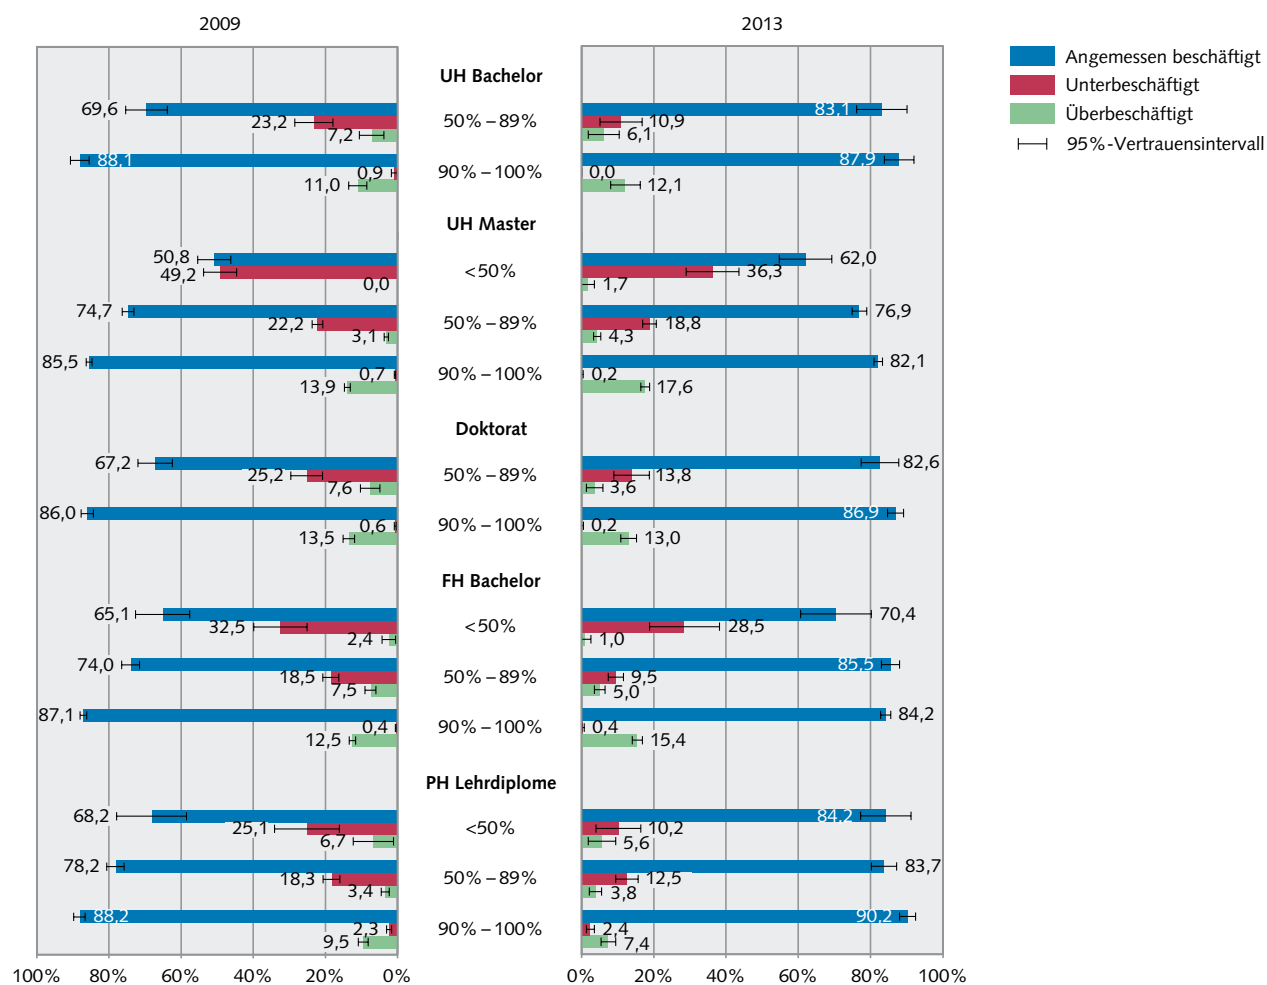 2009 2013
Angemessen beschäftigt
Unterbeschäftigt
Überbeschäftigt
95%-Vertrauensintervall
UH Bachelor
69,6 50% – 89% 83,1
23,2 10,9
7,2 6,1
88,1 90% – 100% 87,9
0,9 0,0
11,0 12,1
UH Master
50,8 <50% 62,0
49,2 36,3
0,0 1,7
74,7 50% – 89% 76,9
22,2 18,8
3,1 4,3
85,5 90% – 100% 82,1
0,7 0,2
13,9 17,6
Doktorat
67,2 50% – 89% 82,6
25,2 13,8
7,6 3,6
86,0 90% – 100% 86,9
0,6 0,2
13,5 13,0
FH Bachelor
65,1 <50% 70,4
32,5 28,5
2,4 1,0
74,0 50% – 89% 85,5
18,5 9,5
7,5 5,0
87,1 90% – 100% 84,2
0,4 0,4
12,5 15,4
PH Lehrdiplome
68,2 <50% 84,2
25,1 10,2
6,7 5,6
78,2 50% – 89% 83,7
18,3 12,5
3,4 3,8
88,2 90% – 100% 90,2
2,3 2,4
9,5 7,4
100% 80% 60% 40% 20% 0% 0% 20% 40% 60% 80% 100%